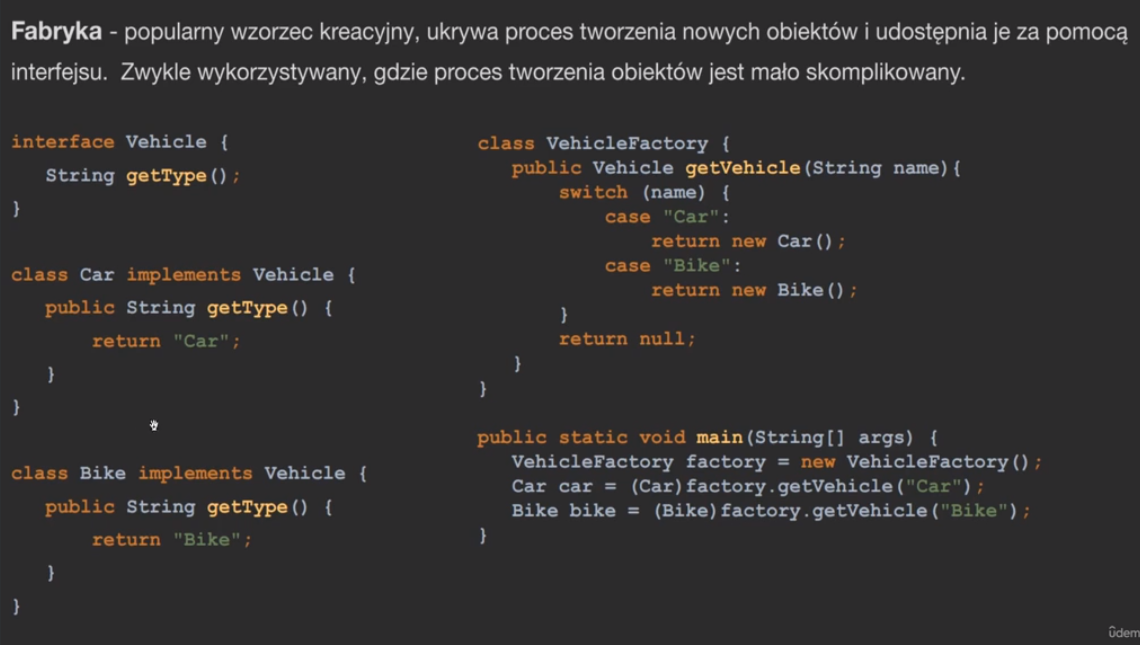 Fabryka - popularny wzorzec kreacyjny, ukrywa proces tworzenia nowych obiektów i udostępnia je za pomocą
interfejsu.  Zwykle wykorzystywany, gdzie proces tworzenia obiektów jest mało skomplikowany.
interface Vehicle {
   String getType();
}
class Car implements Vehicle {
   public String getType() {
       return "Car";
   }
}
class Bike implements Vehicle {
   public String getType() {
       return "Bike";
   }
}
class VehicleFactory {
   public Vehicle getVehicle(String name){
       switch (name) {
           case "Car":
               return new Car();
           case "Bike":
               return new Bike();
       }
       return null;
   }
}
public static void main(String[] args) {
   VehicleFactory factory = new VehicleFactory();
   Car car = (Car)factory.getVehicle("Car");
   Bike bike = (Bike)factory.getVehicle("Bike");
}
ûdem